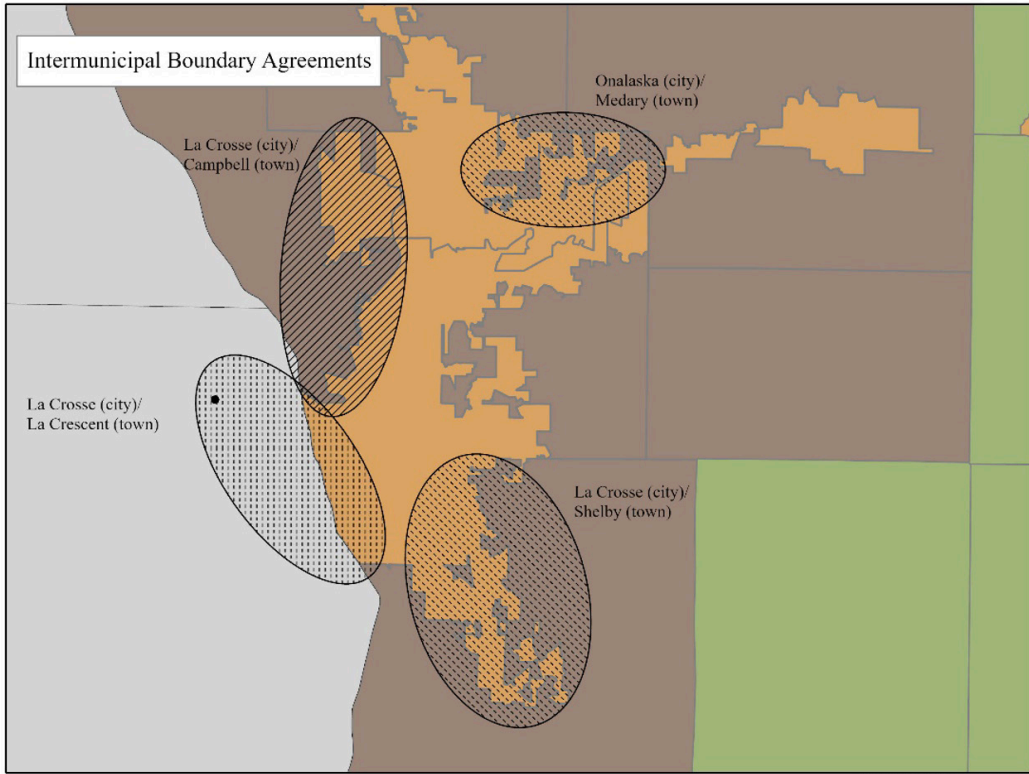 Intermunicipal Boundary Agreements
Onalaska (city)/
Medary (town)
La Crosse (city)/
Campbell (town)
La Crosse (city)/
La Crescent (town)
La Crosse (city)/
Shelby (town)